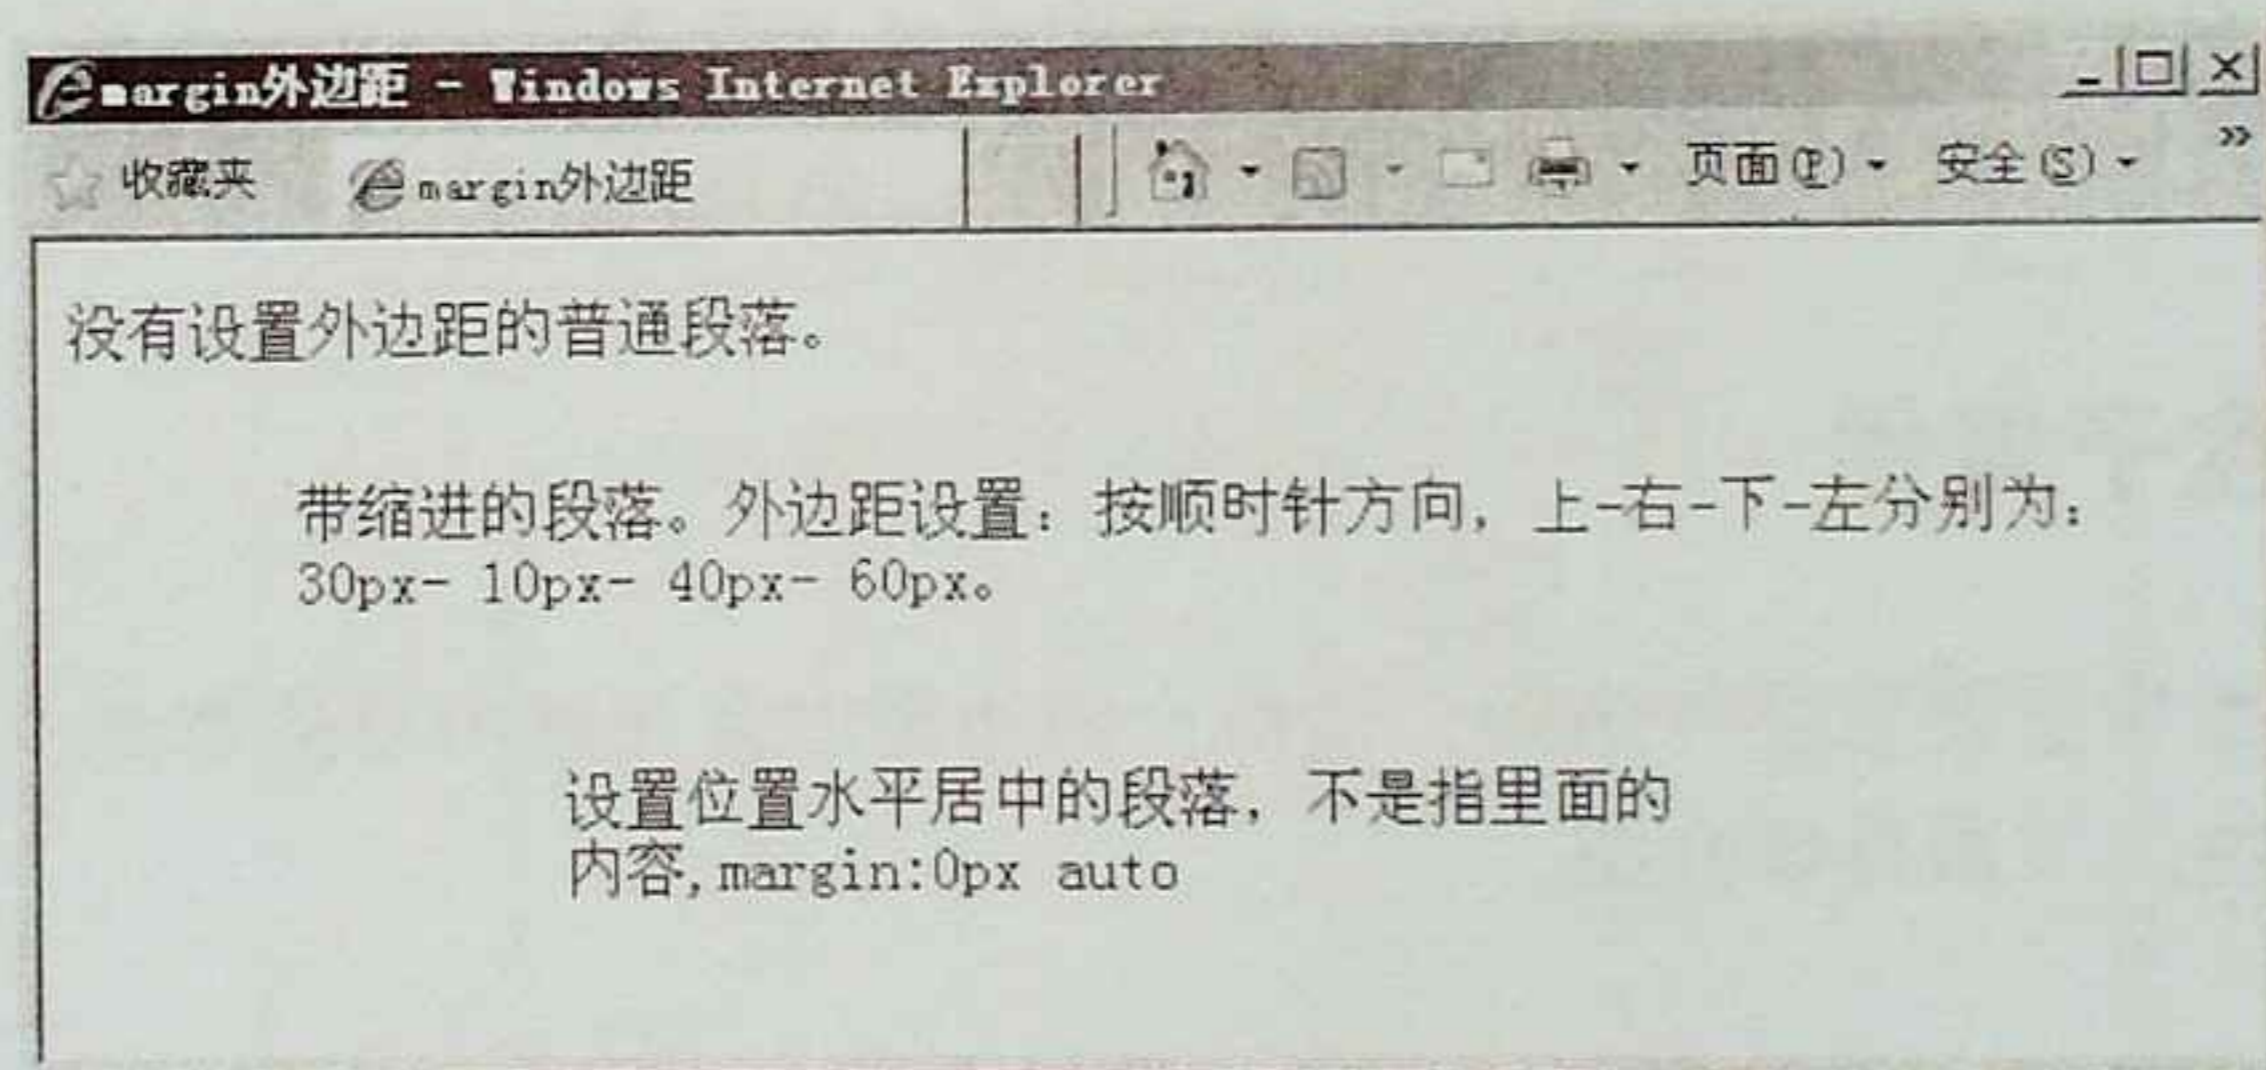 margin外边距 - Windows Internet Explorer
收藏夹 margin外边距 页面(P) 安全(S) »
没有设置外边距的普通段落。
带缩进的段落。外边距设置：按顺时针方向，上-右-下-左分别为：
30px- 10px- 40px- 60px。
设置位置水平居中的段落，不是指里面的
内容,margin:0px auto